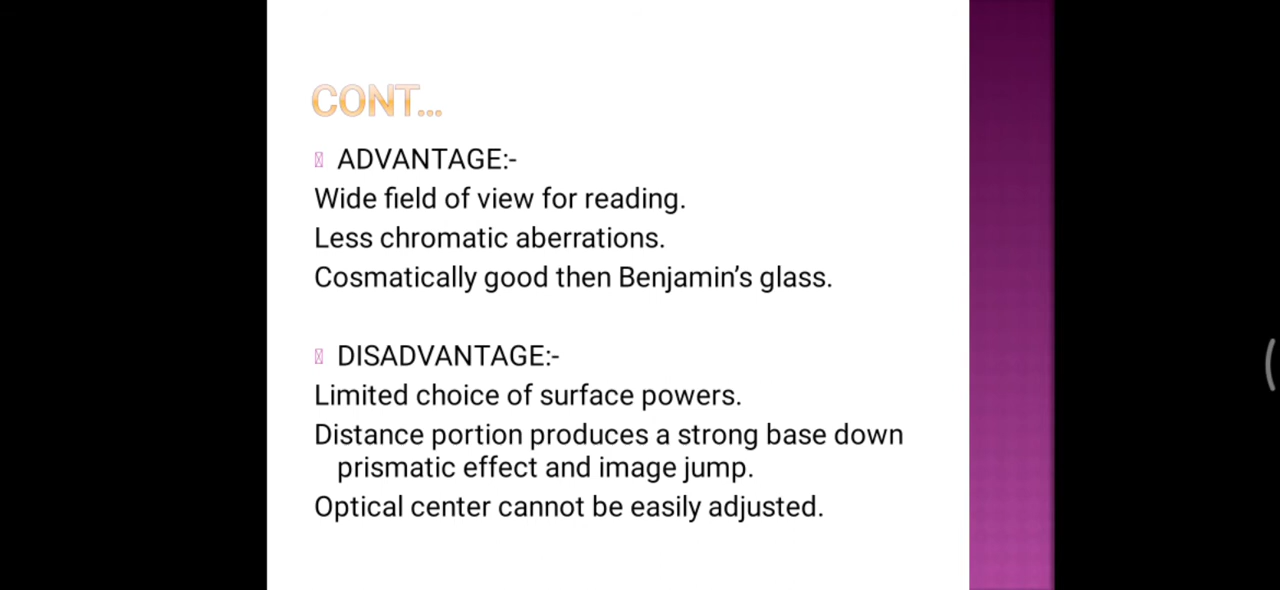 CONT...
ADVANTAGE:-
Wide field of view for reading.
Less chromatic aberrations.
Cosmatically good then Benjamin’s glass.
DISADVANTAGE:-
Limited choice of surface powers.
Distance portion produces a strong base down
prismatic effect and image jump.
Optical center cannot be easily adjusted.